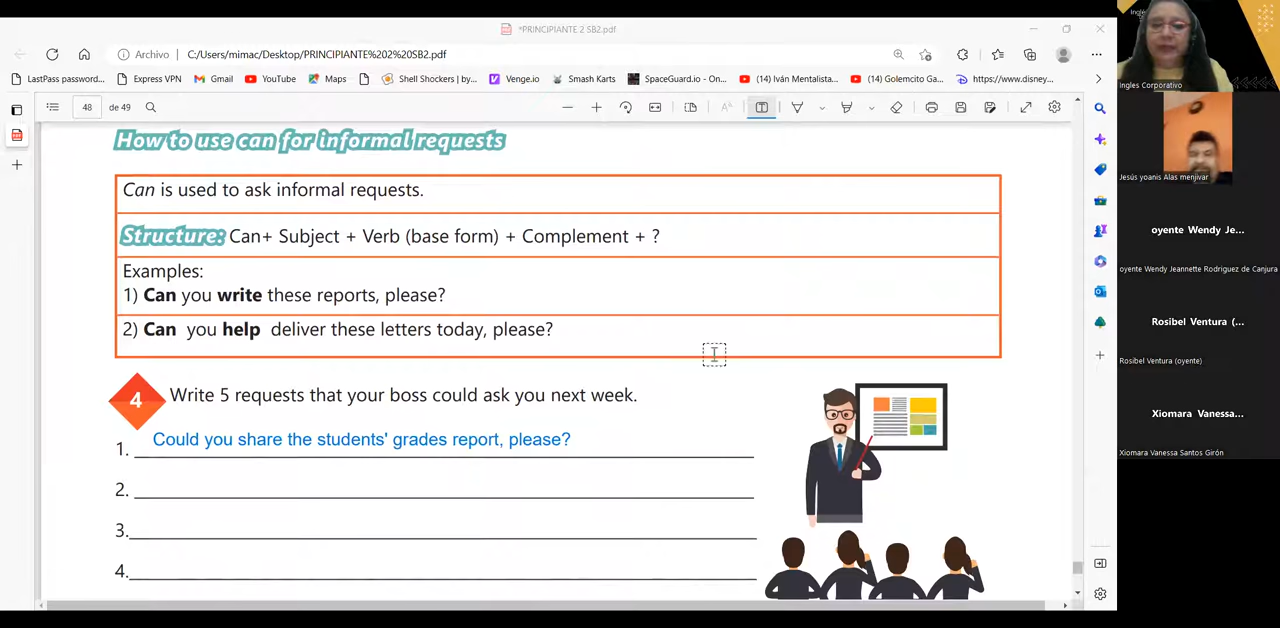 *PRINCIPIANTE 2 SB2.pdf
Archivo
C:/Users/mimac/Desktop/PRINCIPIANTE%202%20SB2.pdf
LastPass password...
Express VPN
Gmail
YouTube
Maps
Shell Shockers | by...
Venge.io
Smash Karts
SpaceGuard.io - On...
(14) Iván Mentalista...
(14) Golemcito Ga...
https://www.disney...
48 de 49
How to use can for informal requests
Can is used to ask informal requests.
Structure: Can+ Subject + Verb (base form) + Complement + ?
Examples:
1) Can you write these reports, please?
2) Can you help deliver these letters today, please?
4 Write 5 requests that your boss could ask you next week.
1. Could you share the students' grades report, please?
2.
3.
4.
Ingles Corporativo
Jesús yoanis Alas menjivar
oyente Wendy Je...
oyente Wendy Jeannette Rodriguez de Canjura
Rosibel Ventura (...
Rosibel Ventura (oyente)
Xiomara Vanessa...
Xiomara Vanessa Santos Girón